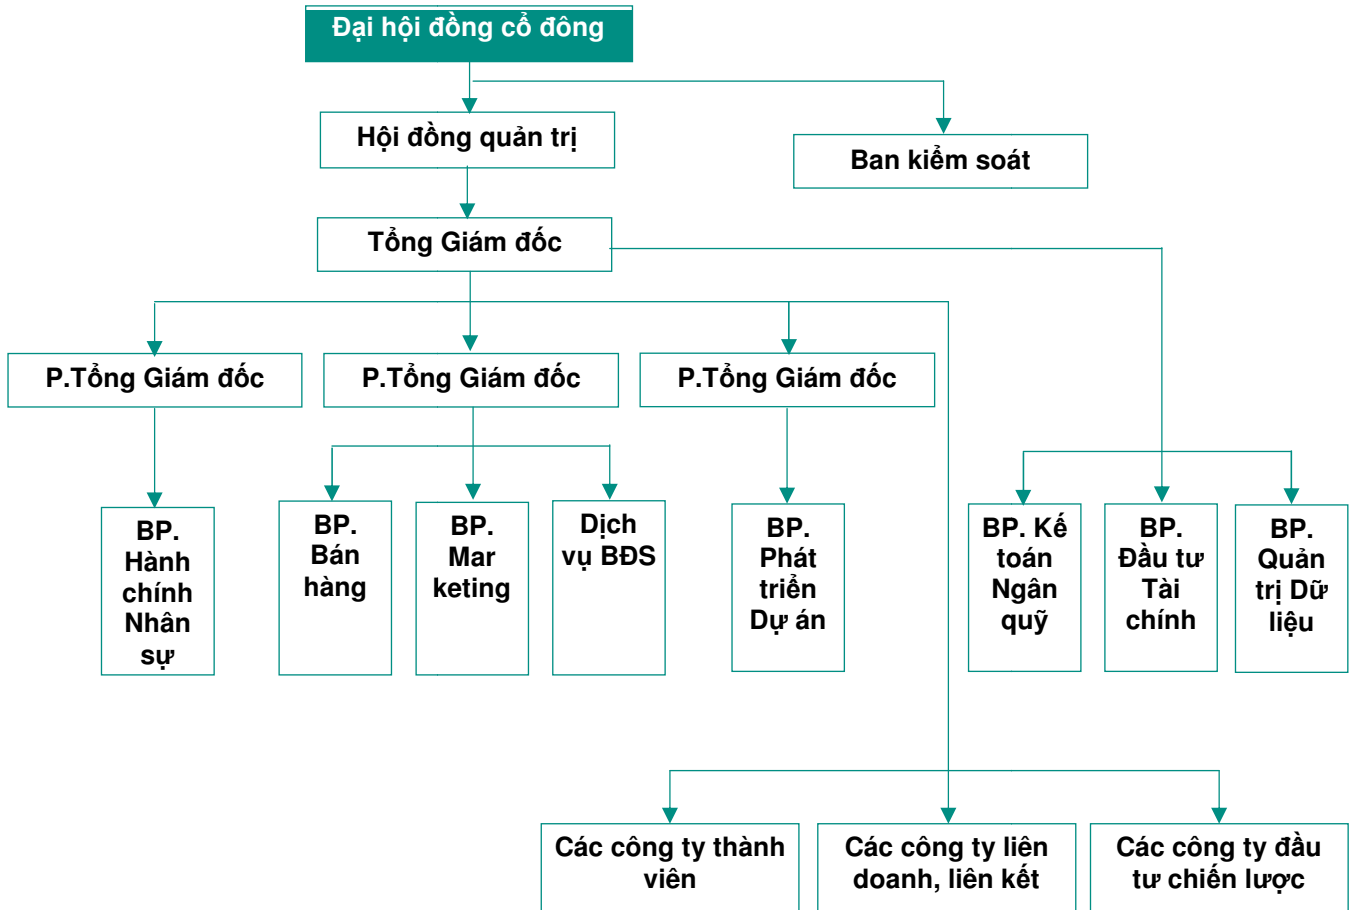 Đại hội đồng cổ đông
Hội đồng quản trị
Ban kiểm soát
Tổng Giám đốc
P.Tổng Giám đốc
P.Tổng Giám đốc
P.Tổng Giám đốc
BP.
Hành
chính
Nhân
sự
BP.
Bán
hàng
BP.
Mar
keting
Dịch
vụ BĐS
BP.
Phát
triển
Dự án
BP. Kế
toán
Ngân
quỹ
BP.
Đầu tư
Tài
chính
BP.
Quản
trị Dữ
liệu
Các công ty thành
viên
Các công ty liên
doanh, liên kết
Các công ty đầu
tư chiến lược